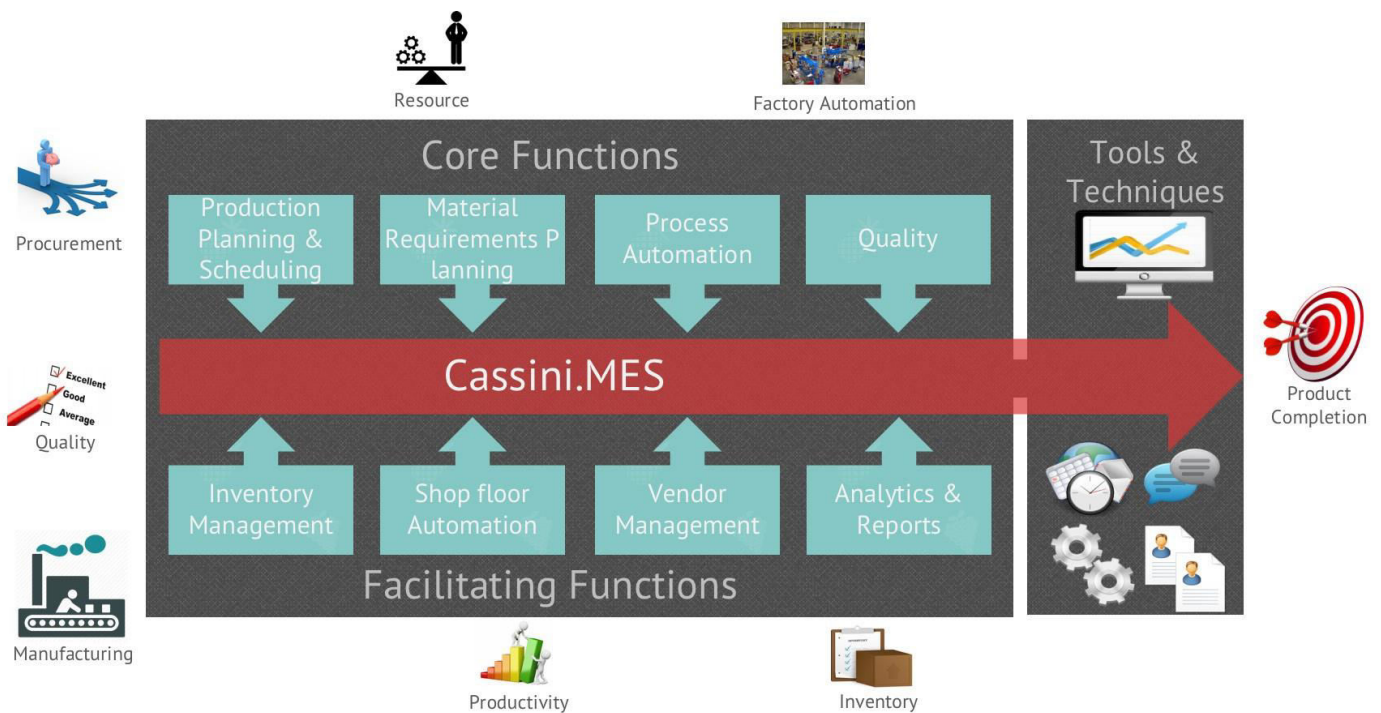 Resource
Factory Automation
Procurement
Core Functions
Tools &
Techniques
Production
Planning &
Scheduling
Material
Requirements P
lanning
Process
Automation
Quality
Cassini.MES
Excellent
Good
Average
Quality
Product
Completion
Inventory
Management
Shop floor
Automation
Vendor
Management
Analytics &
Reports
Facilitating Functions
Manufacturing
Productivity
Inventory